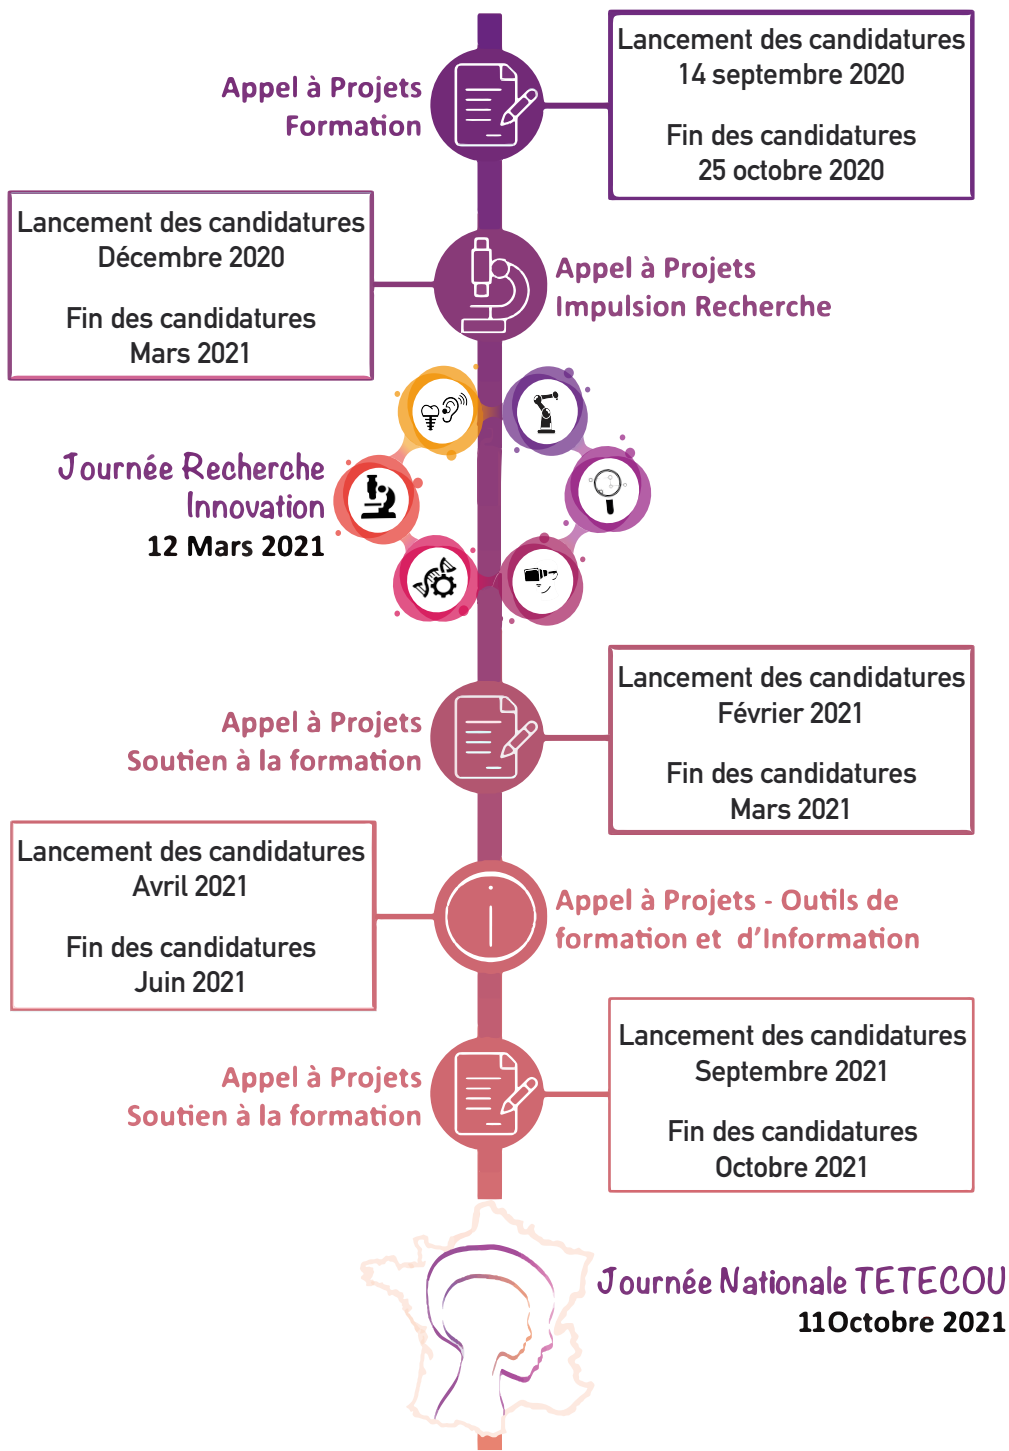 Appel à Projets
Formation
Lancement des candidatures
14 septembre 2020
Fin des candidatures
25 octobre 2020
Lancement des candidatures
Décembre 2020
Fin des candidatures
Mars 2021
Appel à Projets
Impulsion Recherche
Journée Recherche
Innovation
12 Mars 2021
Appel à Projets
Soutien à la formation
Lancement des candidatures
Février 2021
Fin des candidatures
Mars 2021
Lancement des candidatures
Avril 2021
Fin des candidatures
Juin 2021
Appel à Projets - Outils de
formation et d’Information
Appel à Projets
Soutien à la formation
Lancement des candidatures
Septembre 2021
Fin des candidatures
Octobre 2021
Journée Nationale TETECOU
11Octobre 2021